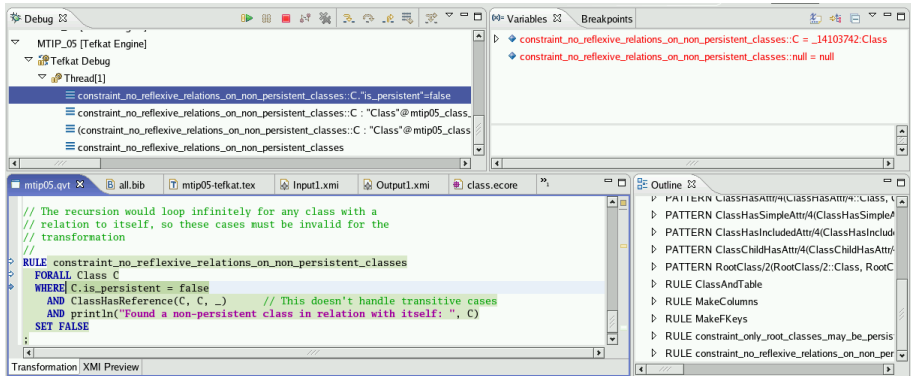 Debug
MTIP_05 [Tefkat Engine]
Tefkat Debug
Thread[1]
constraint_no_reflexive_relations_on_non_persistent_classes::C."is_persistent"=false
constraint_no_reflexive_relations_on_non_persistent_classes::C : "Class"@mtip05_class_
(constraint_no_reflexive_relations_on_non_persistent_classes::C : "Class"@mtip05_class
constraint_no_reflexive_relations_on_non_persistent_classes
Variables Breakpoints
constraint_no_reflexive_relations_on_non_persistent_classes::C = _14103742:Class
constraint_no_reflexive_relations_on_non_persistent_classes::null = null
mtip05.qvt all.bib mtip05-tefkat.tex Input1.xmi Output1.xmi class.ecore
// The recursion would loop infinitely for any class with a
// relation to itself, so these cases must be invalid for the
// transformation
//
RULE constraint_no_reflexive_relations_on_non_persistent_classes
FORALL Class C
WHERE C.is_persistent = false
AND ClassHasReference(C, C, _) // This doesn't handle transitive cases
AND println("Found a non-persistent class in relation with itself: ", C)
SET FALSE
;
Transformation XMI Preview
Outline
PATTERN ClassHasAttr/4(ClassHasAttr/4::Class, C
PATTERN ClassHasSimpleAttr/4(ClassHasSimpleA
PATTERN ClassHasIncludedAttr/4(ClassHasInclude
PATTERN ClassChildHasAttr/4(ClassChildHasAttr/
PATTERN RootClass/2(RootClass/2::Class, RootC
RULE ClassAndTable
RULE MakeColumns
RULE MakeFKeys
RULE constraint_only_root_classes_may_be_persis
RULE constraint_no_reflexive_relations_on_non_per